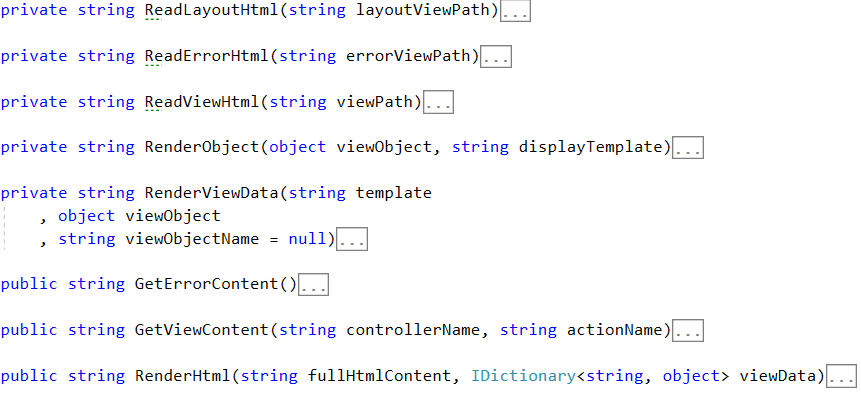 private string ReadLayoutHtml(string layoutViewPath)...
private string ReadErrorHtml(string errorViewPath)...
private string ReadViewHtml(string viewPath)...
private string RenderObject(object viewObject, string displayTemplate)...
private string RenderViewData(string template
    , object viewObject
    , string viewObjectName = null)...
public string GetErrorContent()...
public string GetViewContent(string controllerName, string actionName)...
public string RenderHtml(string fullHtmlContent, IDictionary<string, object> viewData)...